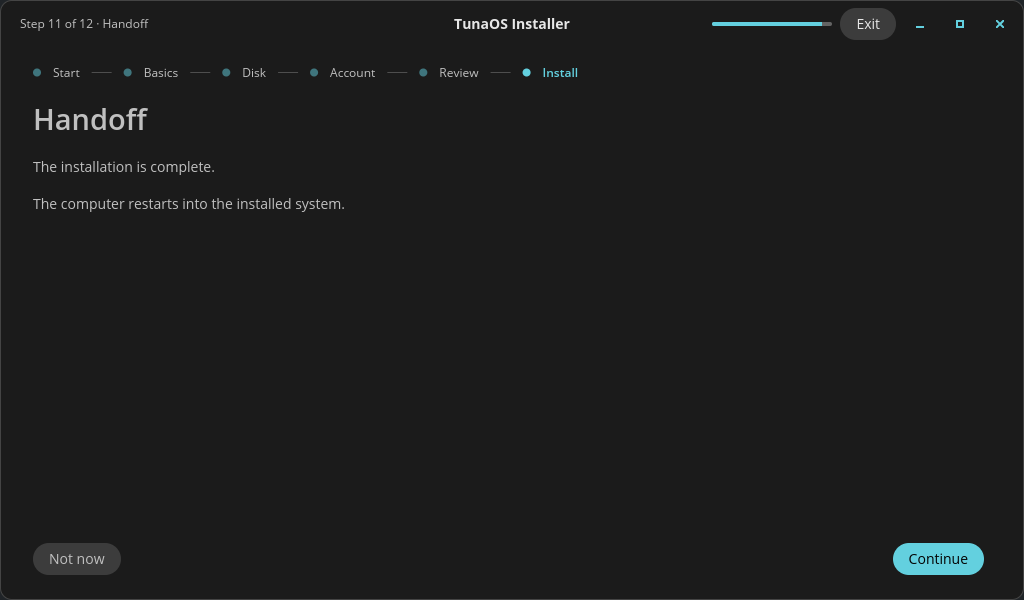 Step 11 of 12 · Handoff
TunaOS Installer
Exit
Start
Basics
Disk
Account
Review
Install
Handoff
The installation is complete.
The computer restarts into the installed system.
Not now
Continue